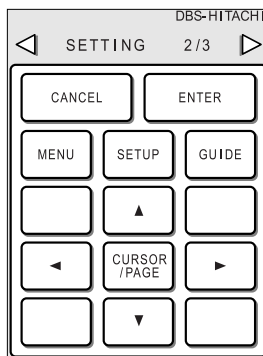 DBS-HITACHI
SETTING 2/3
CANCEL ENTER
MENU SETUP GUIDE
CURSOR
/PAGE